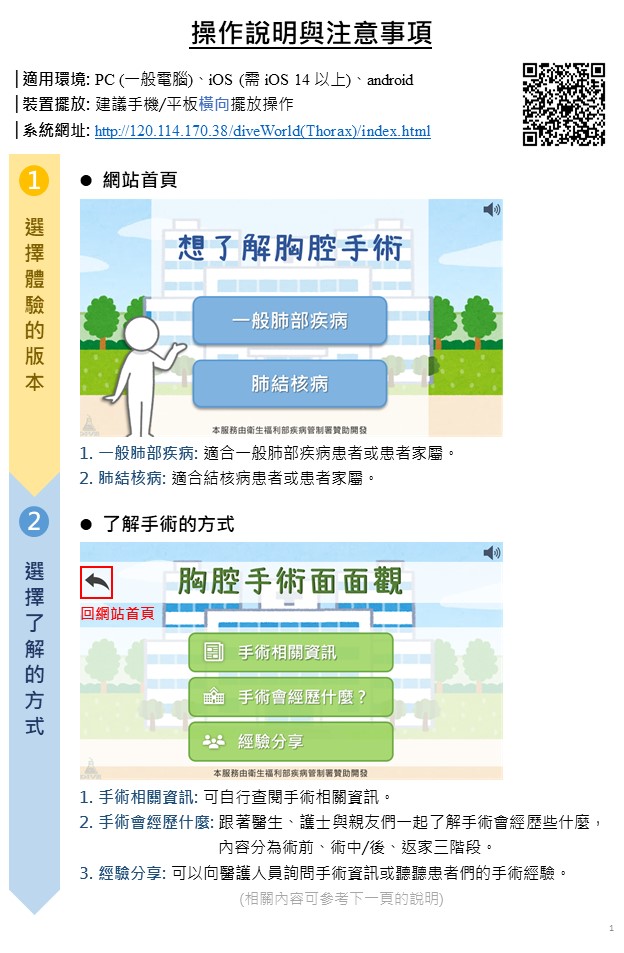 操作說明與注意事項
適用環境: PC (一般電腦)、iOS (需 iOS 14 以上)、android
裝置擺放: 建議手機/平板橫向擺放操作
系統網址: http://120.114.170.38/diveWorld(Thorax)/index.html
1 選擇體驗的版本
● 網站首頁
想了解胸腔手術
一般肺部疾病
肺結核病
本服務由衛生福利部疾病管制署贊助開發
1. 一般肺部疾病: 適合一般肺部疾病患者或患者家屬。
2. 肺結核病: 適合結核病患者或患者家屬。
2 選擇了解的方式
● 了解手術的方式
胸腔手術面面觀
回網站首頁
手術相關資訊
手術會經歷什麼？
經驗分享
本服務由衛生福利部疾病管制署贊助開發
1. 手術相關資訊: 可自行查閱手術相關資訊。
2. 手術會經歷什麼: 跟著醫生、護士與親友們一起了解手術會經歷些什麼，
內容分為術前、術中/後、返家三階段。
3. 經驗分享: 可以向醫護人員詢問手術資訊或聽聽患者們的手術經驗。
(相關內容可參考下一頁的說明)
1